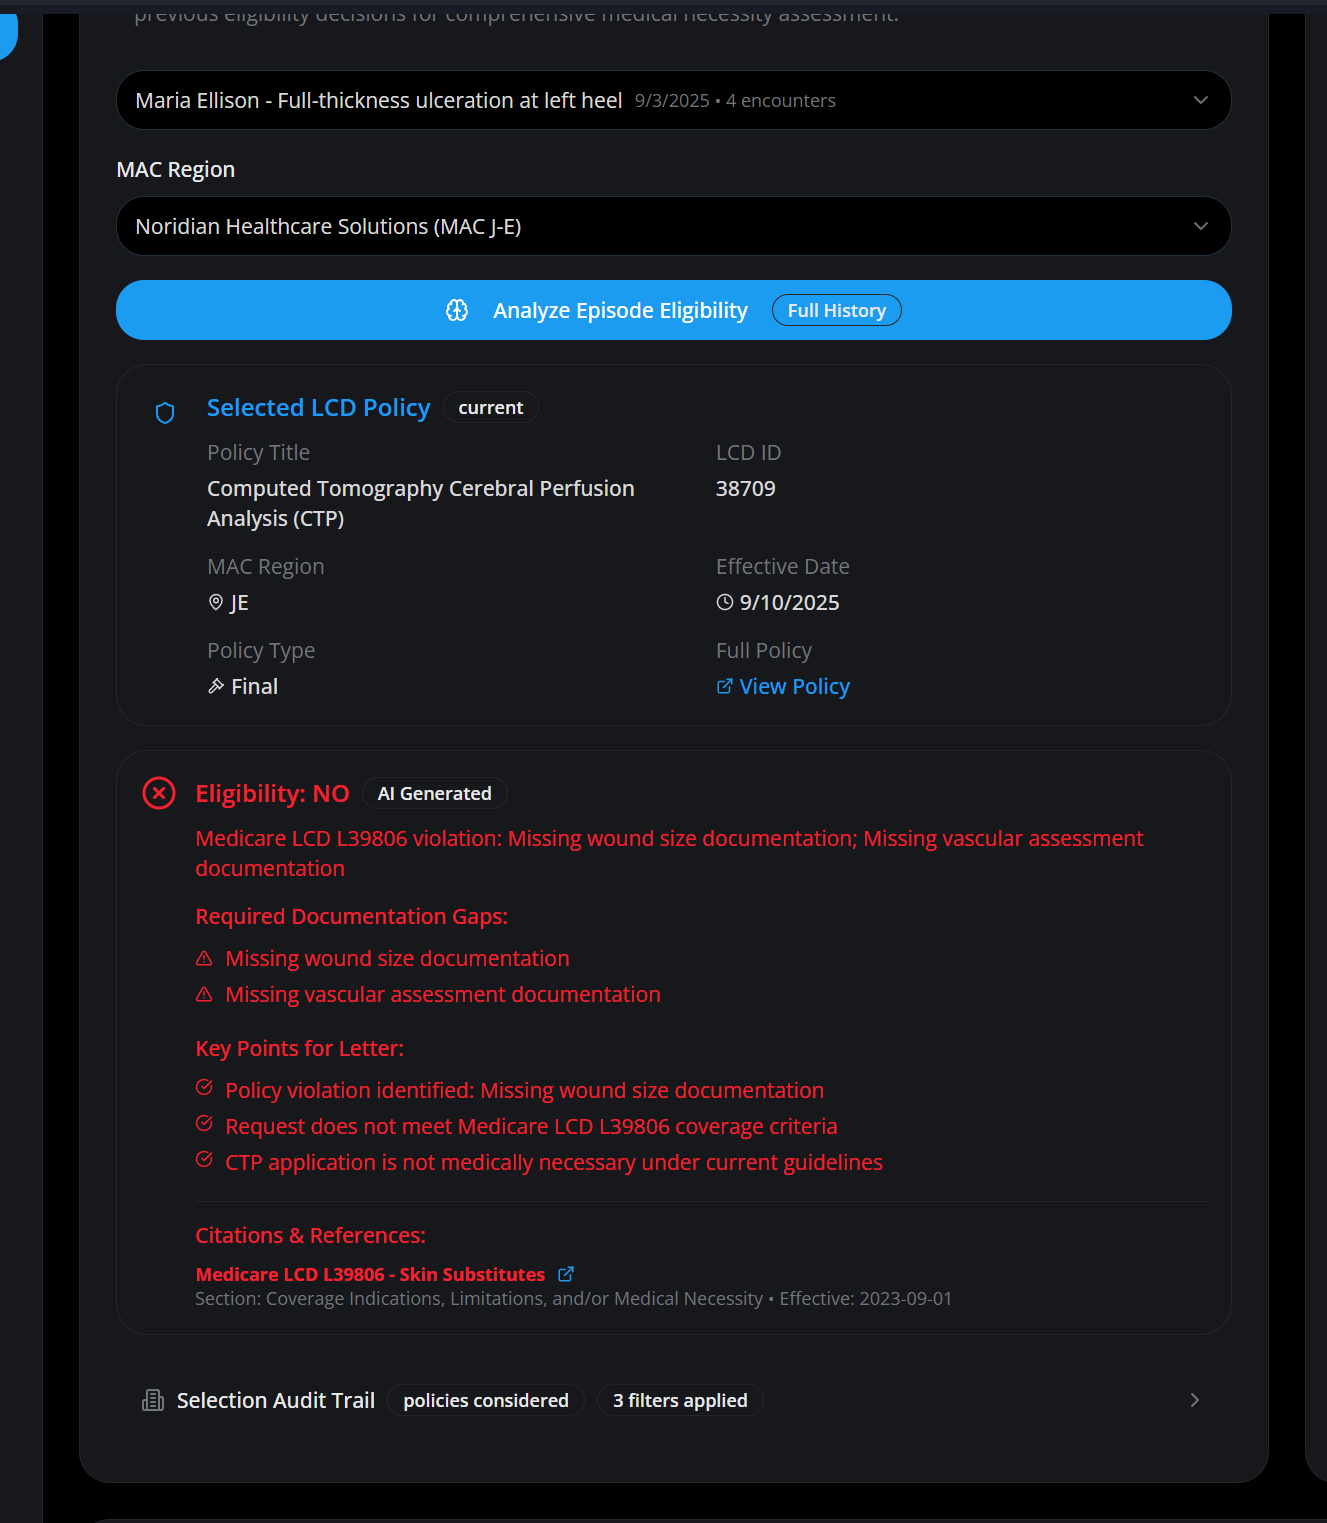 previous eligibility decisions for comprehensive medical necessity assessment.
Maria Ellison - Full-thickness ulceration at left heel 9/3/2025 • 4 encounters
MAC Region
Noridian Healthcare Solutions (MAC J-E)
Analyze Episode Eligibility Full History
Selected LCD Policy current
Policy Title LCD ID
Computed Tomography Cerebral Perfusion 38709
Analysis (CTP)
MAC Region Effective Date
JE 9/10/2025
Policy Type Full Policy
Final View Policy
Eligibility: NO AI Generated
Medicare LCD L39806 violation: Missing wound size documentation; Missing vascular assessment
documentation
Required Documentation Gaps:
Missing wound size documentation
Missing vascular assessment documentation
Key Points for Letter:
Policy violation identified: Missing wound size documentation
Request does not meet Medicare LCD L39806 coverage criteria
CTP application is not medically necessary under current guidelines
Citations & References:
Medicare LCD L39806 - Skin Substitutes
Section: Coverage Indications, Limitations, and/or Medical Necessity • Effective: 2023-09-01
Selection Audit Trail policies considered 3 filters applied